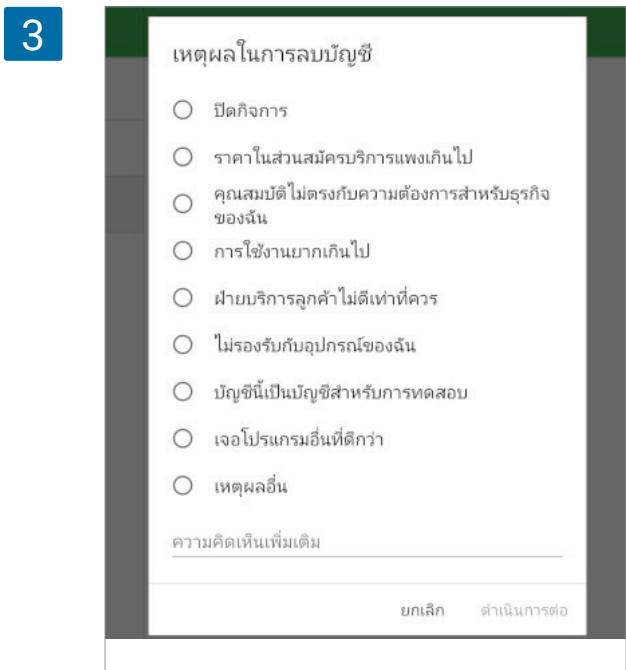 3
เหตุผลในการลบบัญชี
ปิดกิจการ
ราคาในส่วนสมัครบริการแพงเกินไป
คุณสมบัติไม่ตรงกับความต้องการสำหรับธุรกิจ
ของฉัน
การใช้งานยากเกินไป
ฝ่ายบริการลูกค้าไม่ดีเท่าที่ควร
ไม่รองรับกับอุปกรณ์ของฉัน
บัญชีนี้เป็นบัญชีสำหรับการทดสอบ
เจอโปรแกรมอื่นที่ดีกว่า
เหตุผลอื่น
ความคิดเห็นเพิ่มเติม
ยกเลิก ดำเนินการต่อ